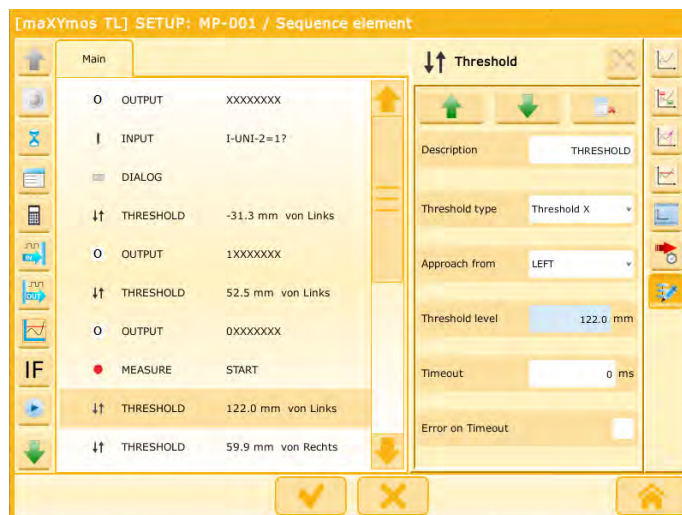 [maXYmos TL] SETUP: MP-001 / Sequence element
Main
O OUTPUT XXXXXXXX
I INPUT I-UNI-2=1?
DIALOG
THRESHOLD -31.3 mm von Links
O OUTPUT 1XXXXXXX
THRESHOLD 52.5 mm von Links
O OUTPUT 0XXXXXXX
MEASURE START
THRESHOLD 122.0 mm von Links
THRESHOLD 59.9 mm von Rechts
IN
OUT
IF
Threshold
Description THRESHOLD
Threshold type Threshold X
Approach from LEFT
Threshold level 122.0 mm
Timeout 0 ms
Error on Timeout